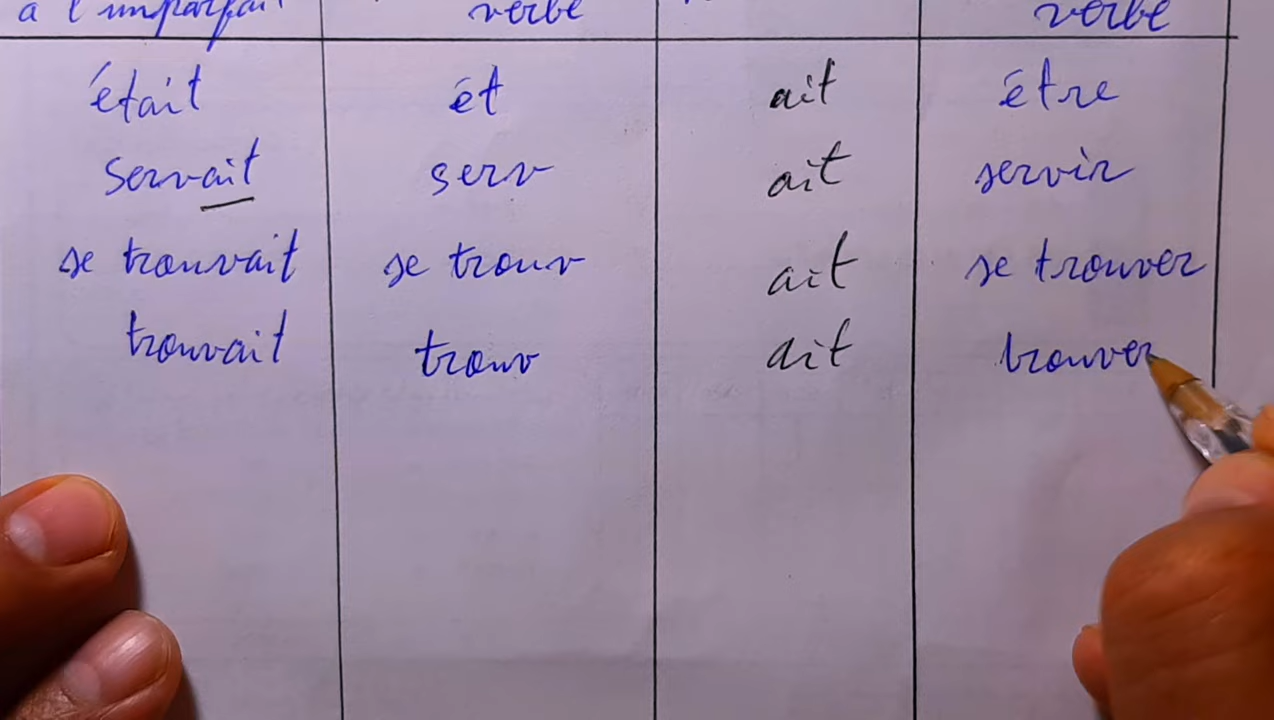 à l'imparfait verbe verbe
était ét ait être
servait serv ait servir
se trouvait se trouv ait se trouver
trouvait trouv ait trouver